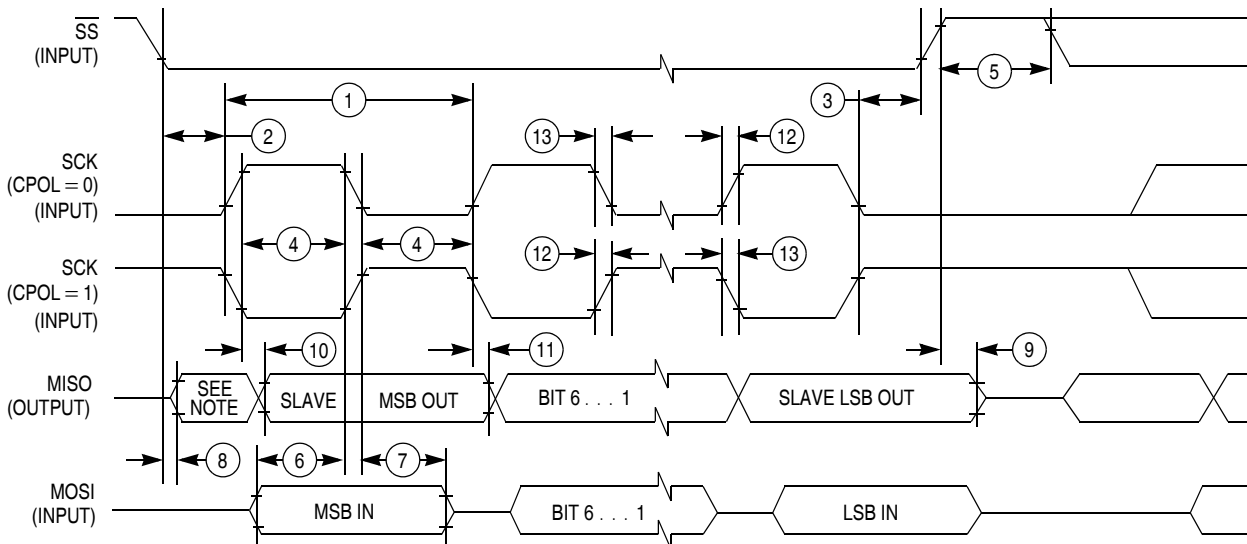 SS
(INPUT)
5
1
3
2
13
12
SCK
(CPOL = 0)
(INPUT)
4
4
SCK
(CPOL = 1)
(INPUT)
12
13
10
11
9
MISO
(OUTPUT)
SEE
NOTE
SLAVE
MSB OUT
BIT 6 . . . 1
SLAVE LSB OUT
8
6
7
MOSI
(INPUT)
MSB IN
BIT 6 . . . 1
LSB IN